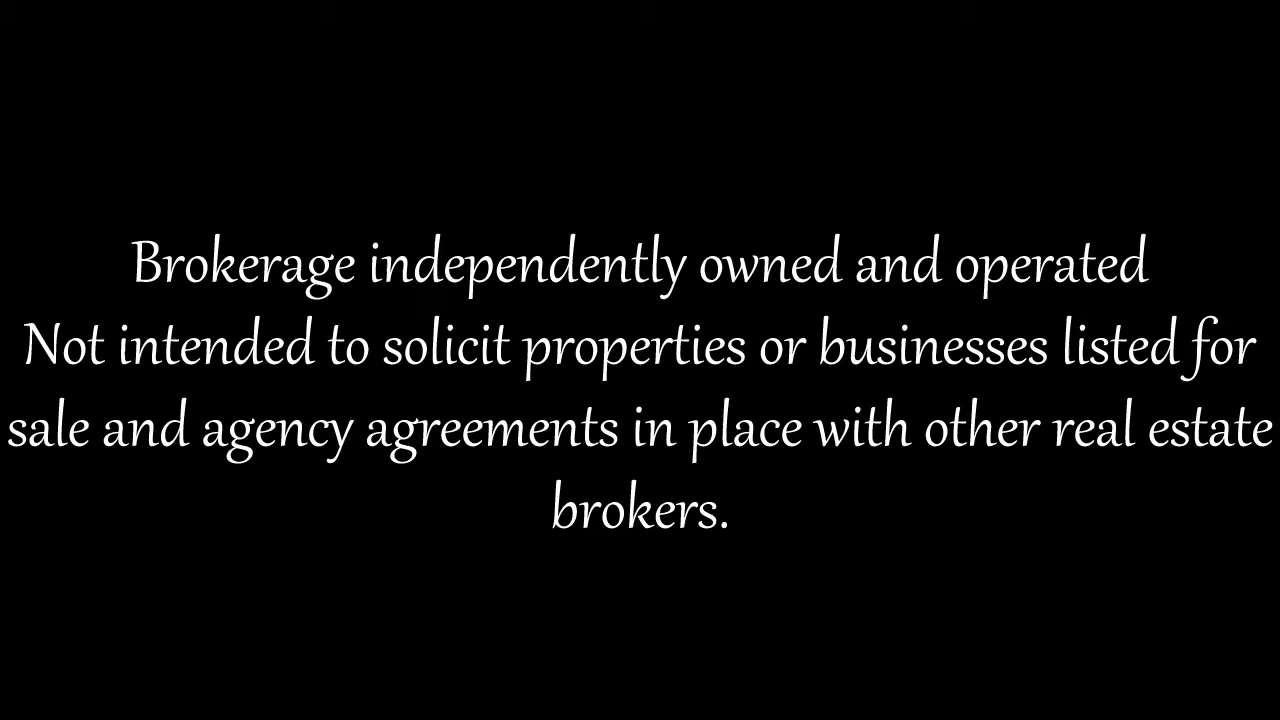 Brokerage independently owned and operated
Not intended to solicit properties or businesses listed for
sale and agency agreements in place with other real estate
brokers.